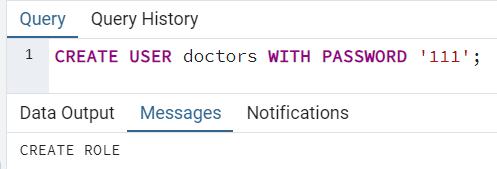 Query Query History
1 CREATE USER doctors WITH PASSWORD '111';
Data Output Messages Notifications
CREATE ROLE